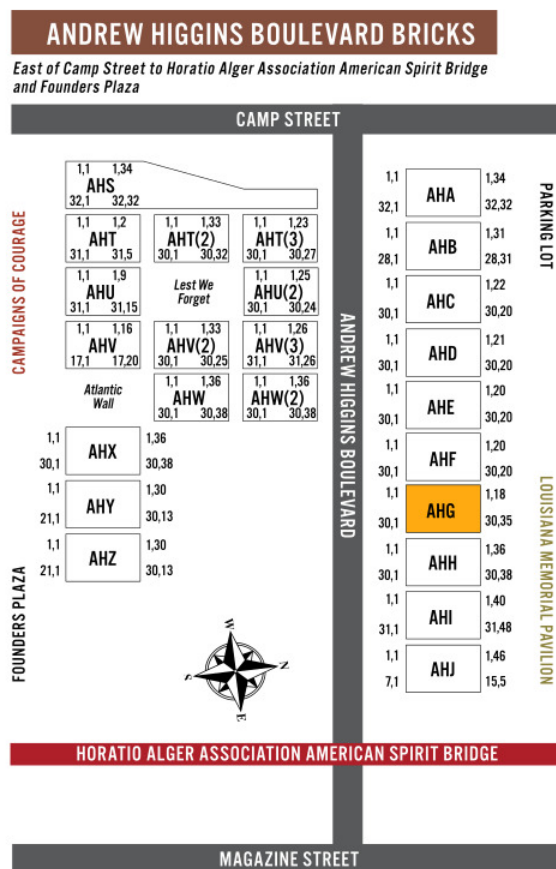 ANDREW HIGGINS BOULEVARD BRICKS
East of Camp Street to Horatio Alger Association American Spirit Bridge
and Founders Plaza
CAMP STREET
1,1 1,34
AHS
32,1 32,32
1,1 1,2
AHT
31,1 31,5
1,1 1,33
AHT(2)
30,1 30,32
1,1 1,23
AHT(3)
30,1 30,27
1,1 1,9
AHU
31,1 31,15
Lest We
Forget
1,1 1,25
AHU(2)
30,1 30,24
1,1 1,16
AHV
17,1 17,20
1,1 1,33
AHV(2)
30,1 30,25
1,1 1,26
AHV(3)
31,1 31,26
Atlantic
Wall
1,1 1,36
AHW
30,1 30,38
1,1 1,36
AHW(2)
30,1 30,38
1,1 1,36
AHX
30,1 30,38
1,1 1,30
AHY
21,1 30,13
1,1 1,30
AHZ
21,1 30,13
CAMPAIGNS OF COURAGE
FOUNDERS PLAZA
ANDREW HIGGINS BOULEVARD
1,1 1,34
AHA
32,1 32,32
1,1 1,31
AHB
28,1 28,31
1,1 1,22
AHC
30,1 30,20
1,1 1,21
AHD
30,1 30,20
1,1 1,20
AHE
30,1 30,20
1,1 1,20
AHF
30,1 30,20
1,1 1,18
AHG
30,1 30,35
1,1 1,36
AHH
30,1 30,38
1,1 1,40
AHI
31,1 31,48
1,1 1,46
AHJ
7,1 15,5
PARKING LOT
LOUISIANA MEMORIAL PAVILION
W
N
S
E
HORATIO ALGER ASSOCIATION AMERICAN SPIRIT BRIDGE
MAGAZINE STREET